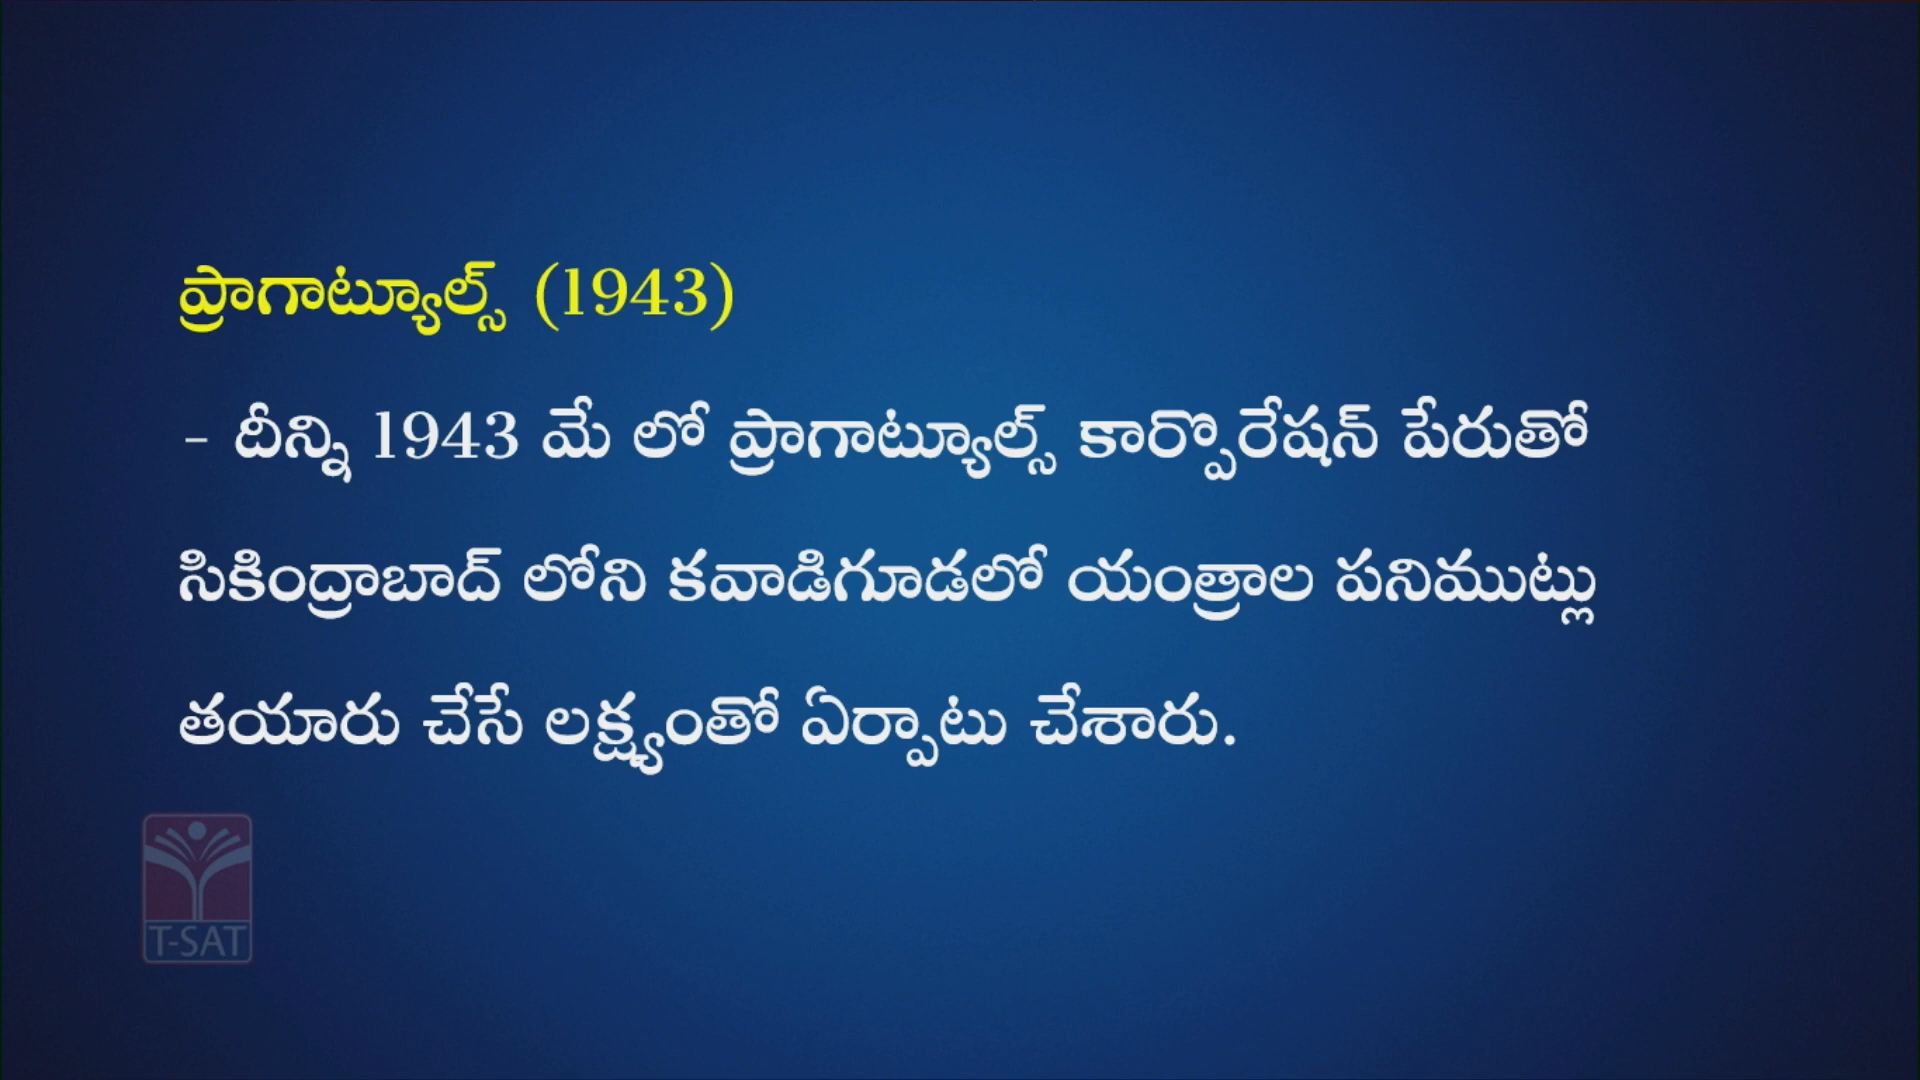 ప్రాగాట్యూల్స్ (1943)
- దీన్ని 1943 మే లో ప్రాగాట్యూల్స్ కార్పొరేషన్ పేరుతో
సికింద్రాబాద్ లోని కవాడిగూడలో యంత్రాల పనిముట్లు
తయారు చేసే లక్ష్యంతో ఏర్పాటు చేశారు.
T-SAT